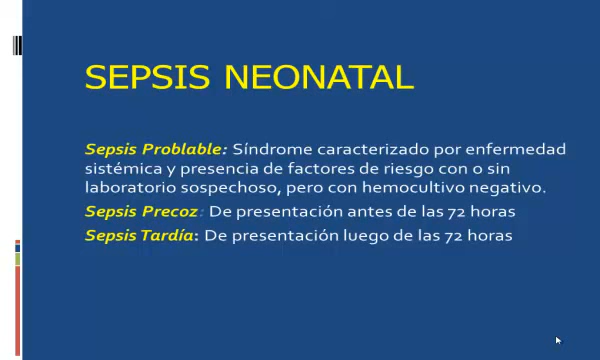 SEPSIS NEONATAL
Sepsis Problable: Síndrome caracterizado por enfermedad
sistémica y presencia de factores de riesgo con o sin
laboratorio sospechoso, pero con hemocultivo negativo.
Sepsis Precoz: De presentación antes de las 72 horas
Sepsis Tardía: De presentación luego de las 72 horas